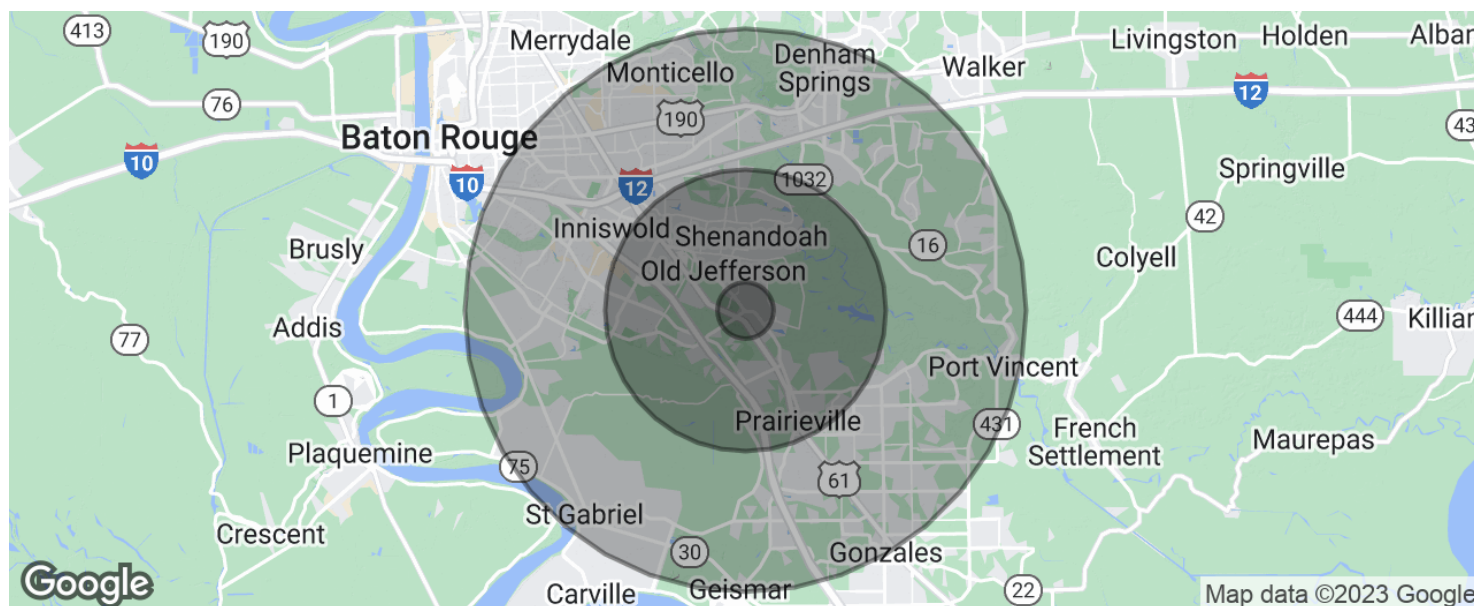 413
190
Merrydale
Monticello
Denham
Springs
Walker
Livingston
Holden
Alban
76
190
12
43
Baton Rouge
10
10
12
1032
Springville
Inniswold
Shenandoah
16
42
Brusly
Old Jefferson
Colyell
Addis
77
444
Killian
Port Vincent
1
Prairieville
431
French
Settlement
Maurepas
Plaquemine
75
61
Crescent
St Gabriel
30
Gonzales
Google
Carville
Geismar
22
Map data ©2023 Google